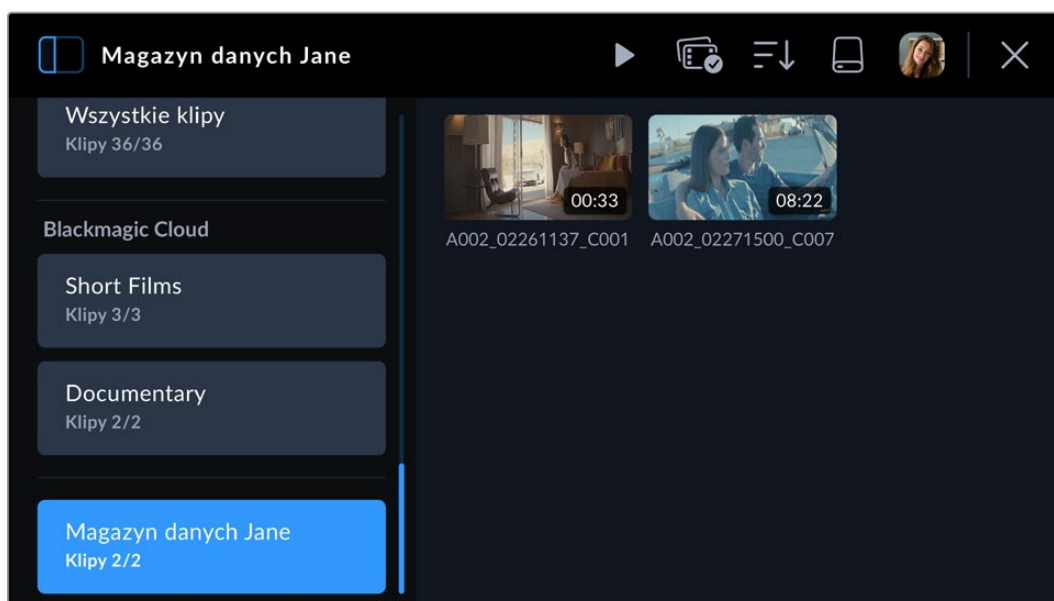 Magazyn danych Jane
Wszystkie klipy
Klipy 36/36
Blackmagic Cloud
Short Films
Klipy 3/3
Documentary
Klipy 2/2
Magazyn danych Jane
Klipy 2/2
00:33
08:22
A002_02261137_C001
A002_02271500_C007